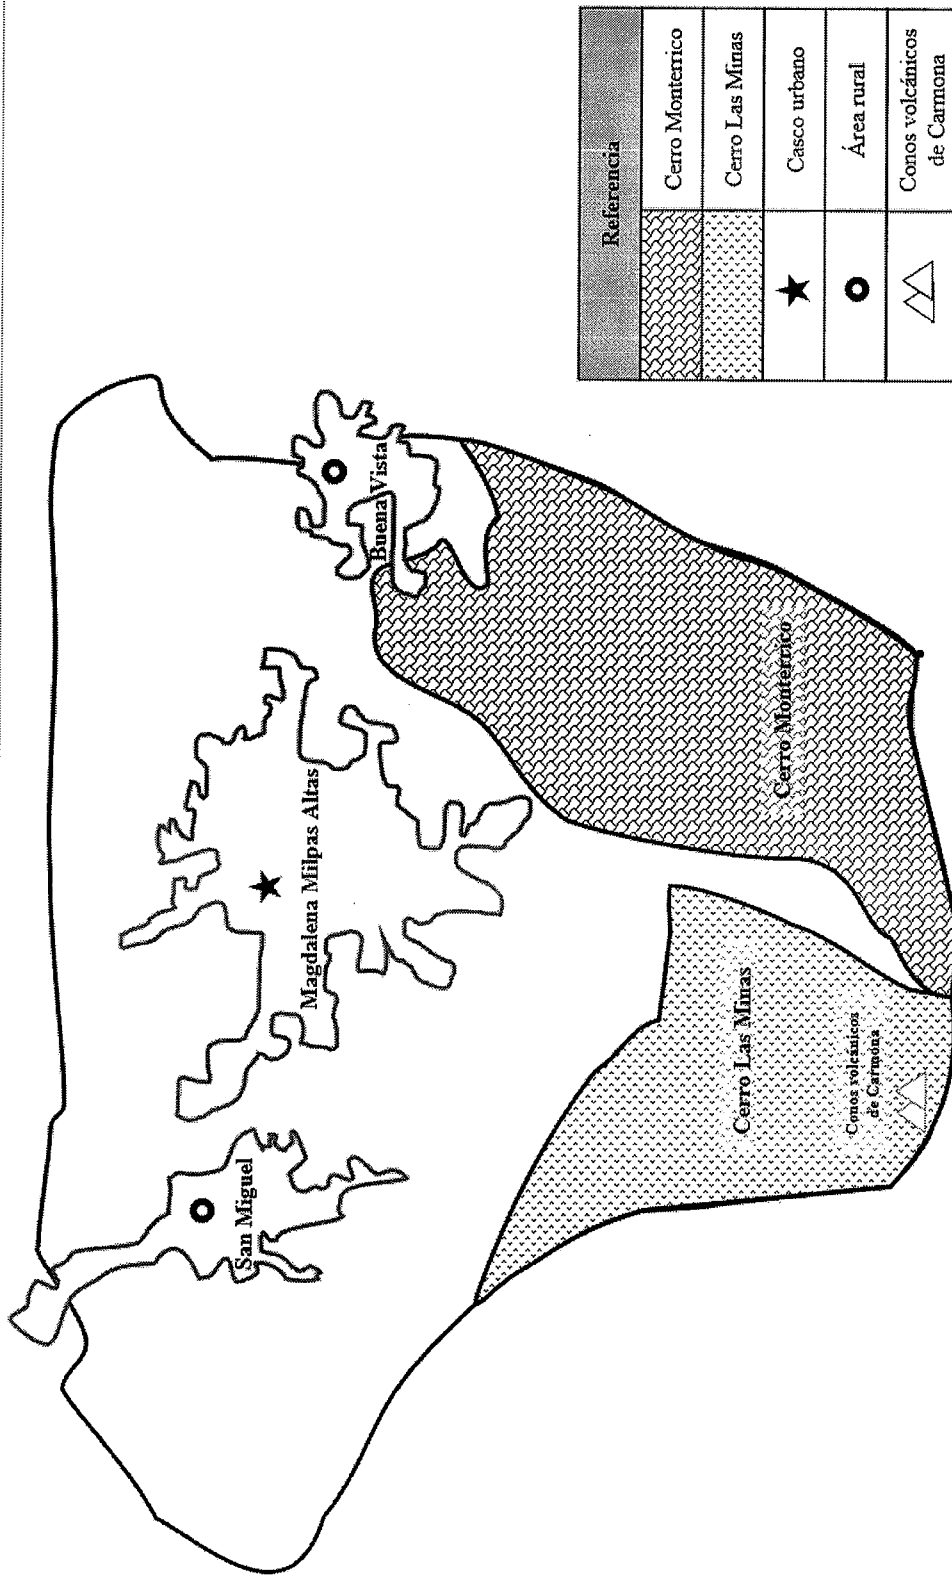 San Miguel
Magdalena Milpas Altas
Buena Vista
Cerro Las Minas
Conos volcánicos
de Carmona
Cerro Monterrico
Referencia
Cerro Monterrico
Cerro Las Minas
Casco urbano
Área rural
Conos volcánicos
de Carmona